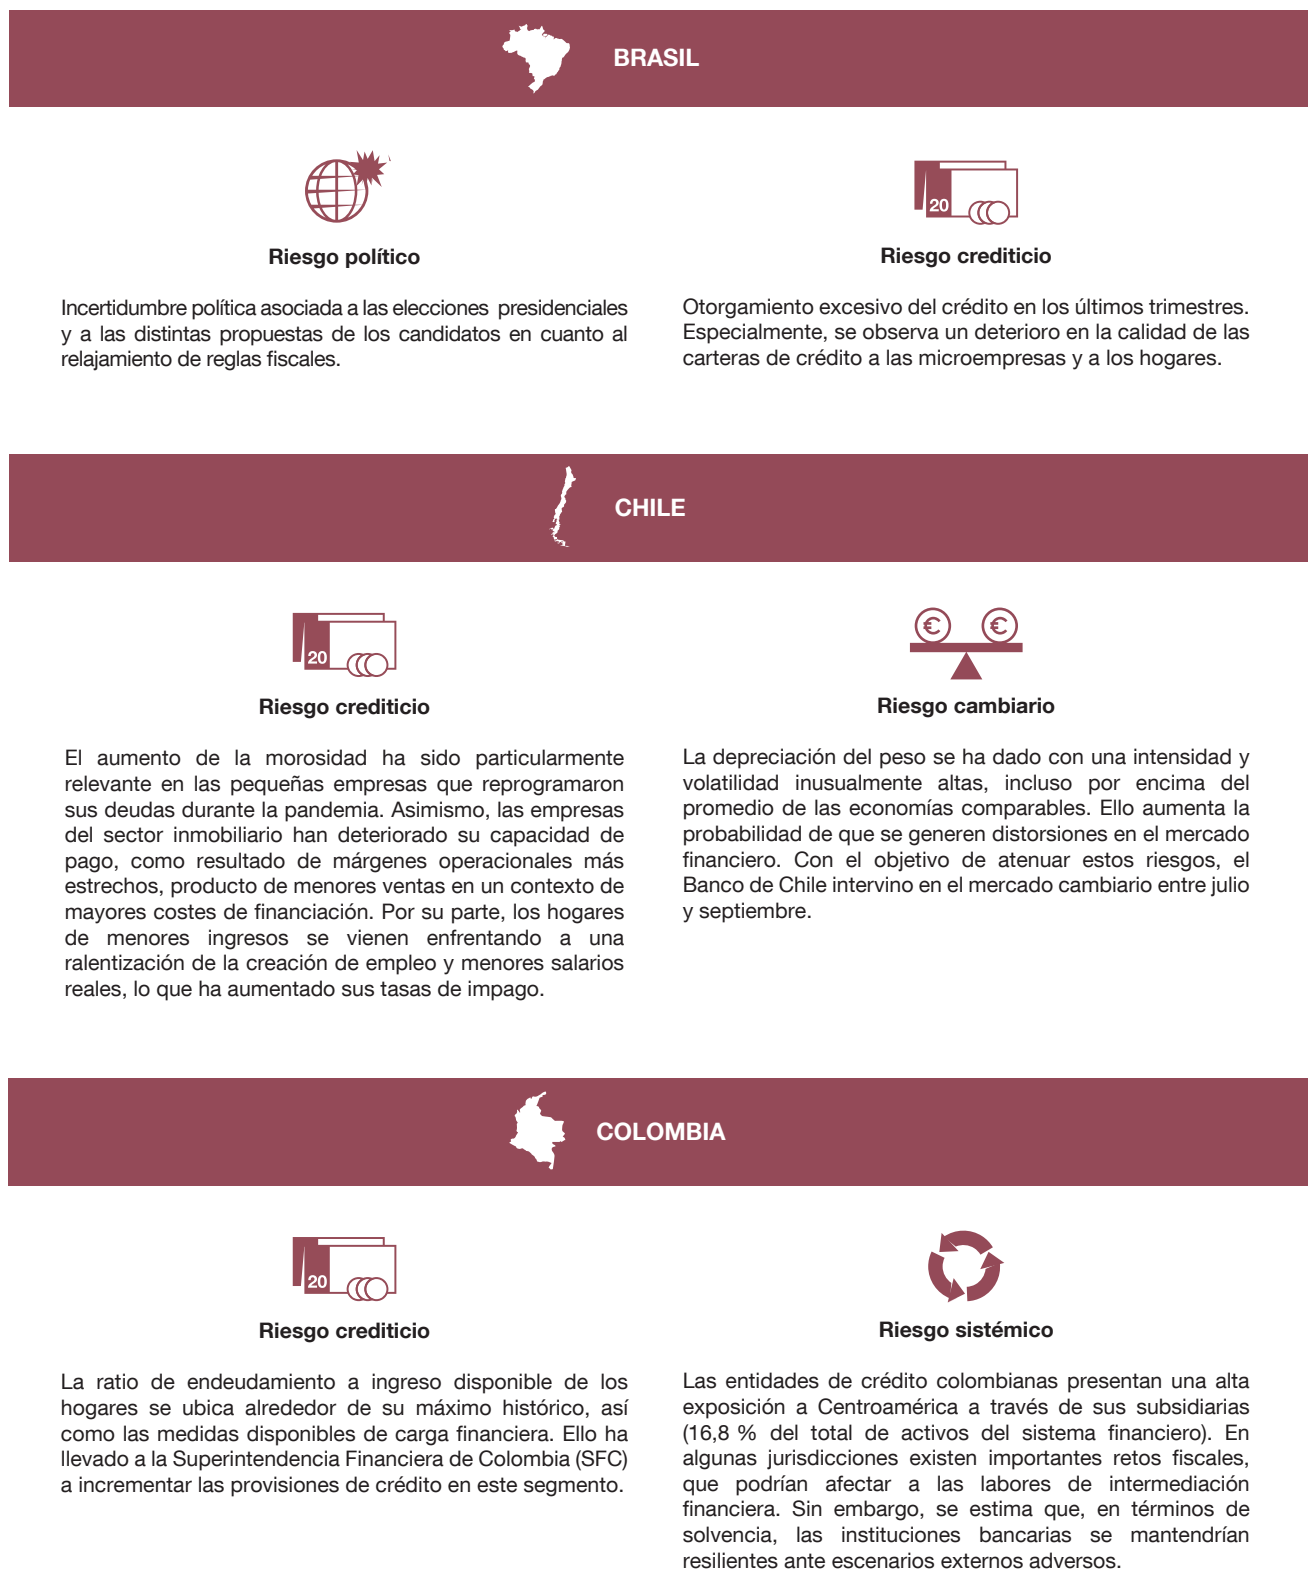 BRASIL
20
Riesgo político
Incertidumbre política asociada a las elecciones presidenciales
y a las distintas propuestas de los candidatos en cuanto al
relajamiento de reglas fiscales.
Riesgo crediticio
Otorgamiento excesivo del crédito en los últimos trimestres.
Especialmente, se observa un deterioro en la calidad de las
carteras de crédito a las microempresas y a los hogares.
CHILE
20
Riesgo crediticio
El aumento de la morosidad ha sido particularmente
relevante en las pequeñas empresas que reprogramaron
sus deudas durante la pandemia. Asimismo, las empresas
del sector inmobiliario han deteriorado su capacidad de
pago, como resultado de márgenes operacionales más
estrechos, producto de menores ventas en un contexto de
mayores costes de financiación. Por su parte, los hogares
de menores ingresos se vienen enfrentando a una
ralentización de la creación de empleo y menores salarios
reales, lo que ha aumentado sus tasas de impago.
€ €
Riesgo cambiario
La depreciación del peso se ha dado con una intensidad y
volatilidad inusualmente altas, incluso por encima del
promedio de las economías comparables. Ello aumenta la
probabilidad de que se generen distorsiones en el mercado
financiero. Con el objetivo de atenuar estos riesgos, el
Banco de Chile intervino en el mercado cambiario entre julio
y septiembre.
COLOMBIA
20
Riesgo crediticio
La ratio de endeudamiento a ingreso disponible de los
hogares se ubica alrededor de su máximo histórico, así
como las medidas disponibles de carga financiera. Ello ha
llevado a la Superintendencia Financiera de Colombia (SFC)
a incrementar las provisiones de crédito en este segmento.
Riesgo sistémico
Las entidades de crédito colombianas presentan una alta
exposición a Centroamérica a través de sus subsidiarias
(16,8 % del total de activos del sistema financiero). En
algunas jurisdicciones existen importantes retos fiscales,
que podrían afectar a las labores de intermediación
financiera. Sin embargo, se estima que, en términos de
solvencia, las instituciones bancarias se mantendrían
resilientes ante escenarios externos adversos.